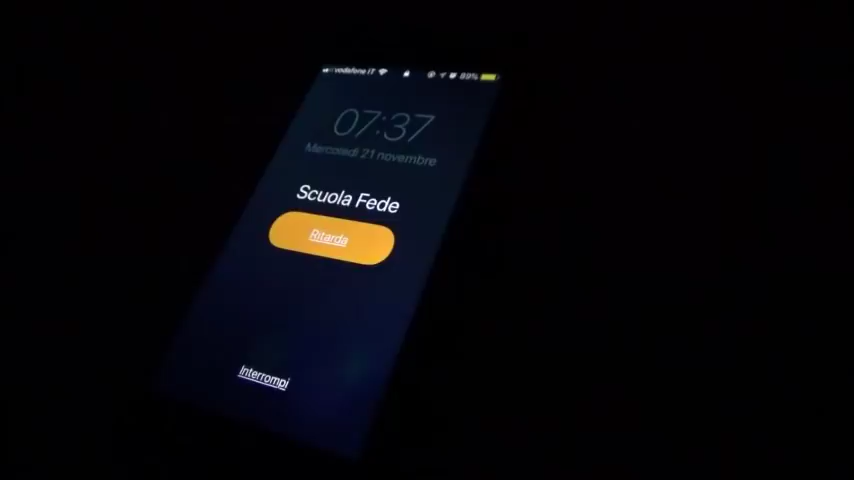 vodafone IT 89%
07:37
Mercoledì 21 novembre
Scuola Fede
Ritarda
Interrompi